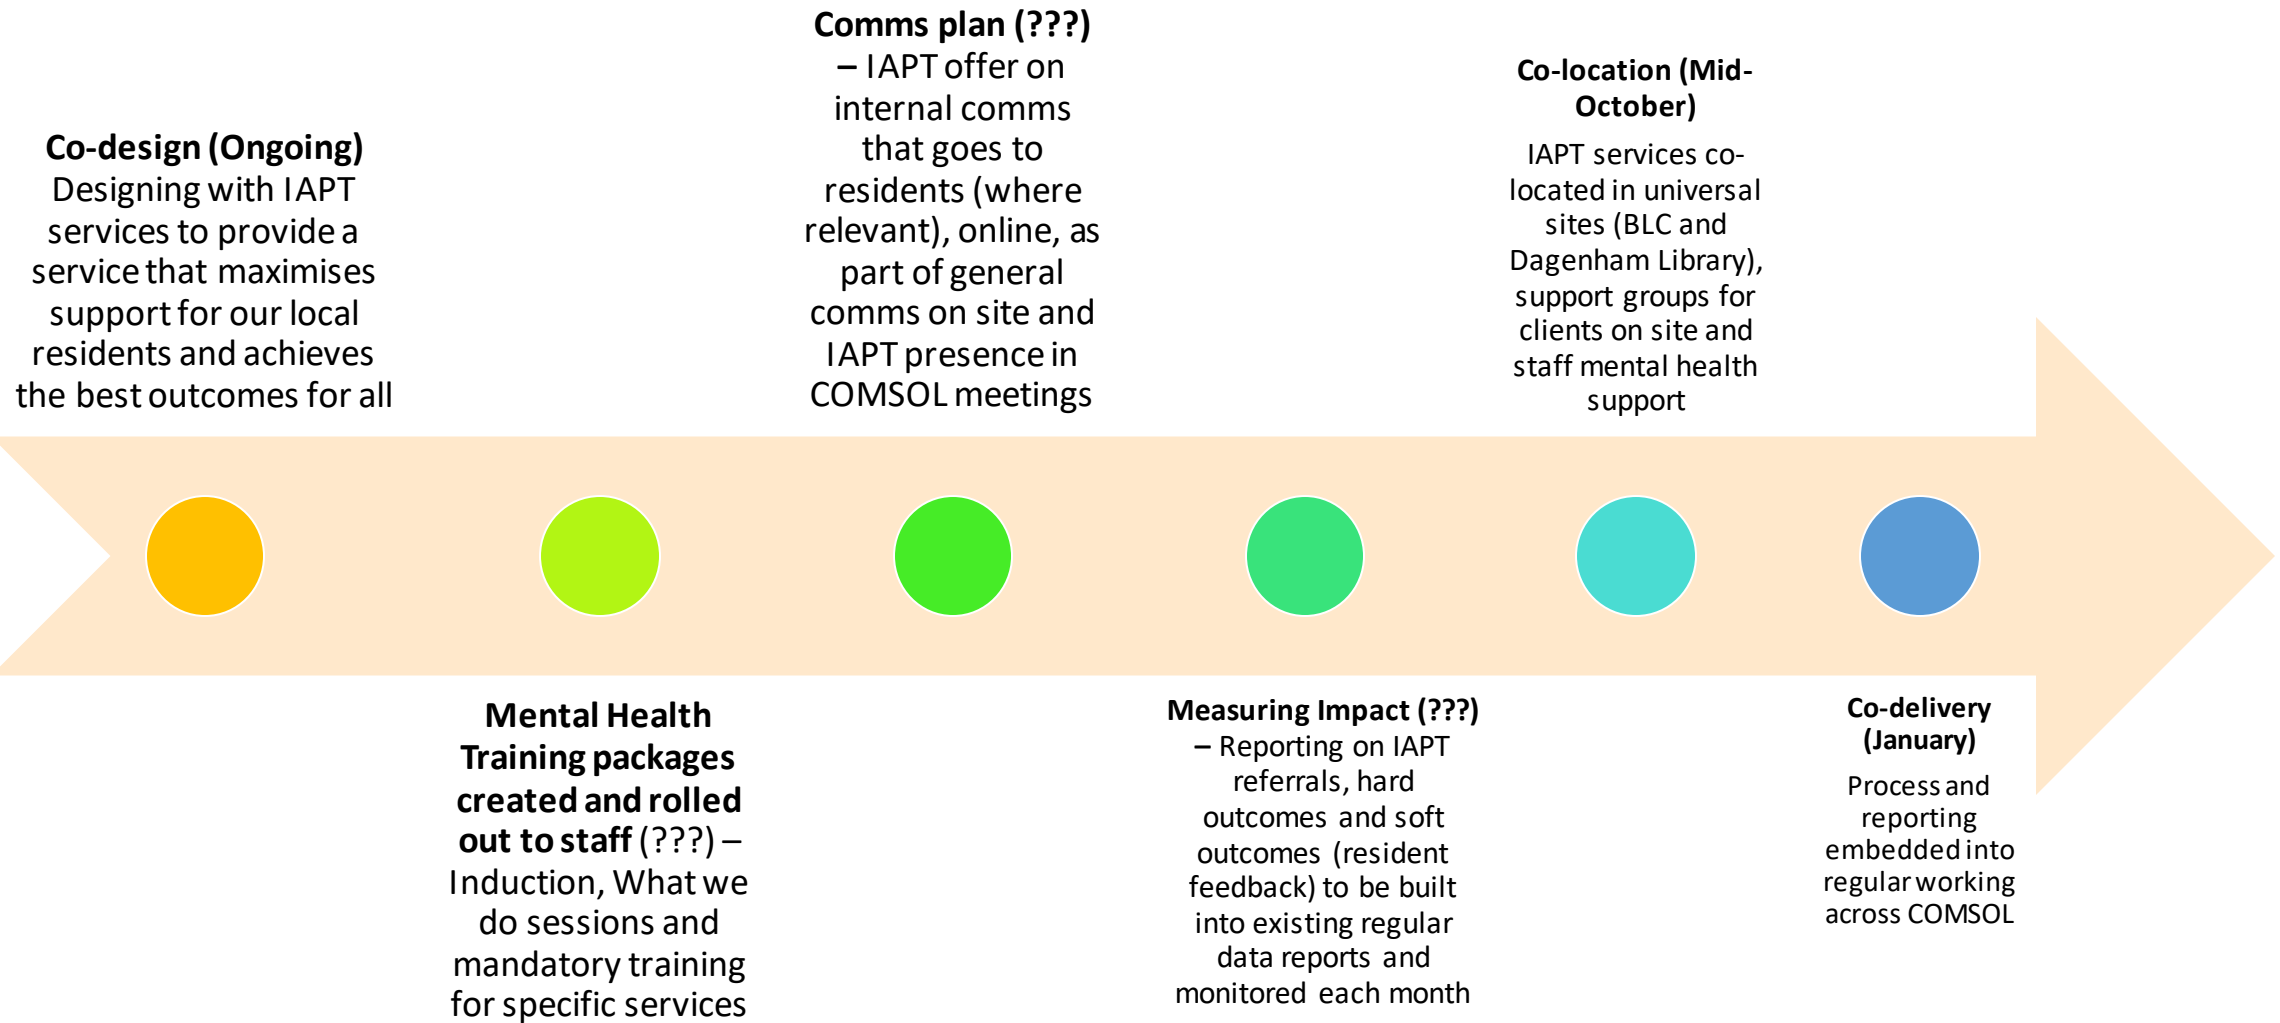 Co-design (Ongoing)
Designing with IAPT
services to provide a
service that maximises
support for our local
residents and achieves
the best outcomes for all
Mental Health
Training packages
created and rolled
out to staff (???) –
Induction, What we
do sessions and
mandatory training
for specific services
Comms plan (???)
– IAPT offer on
internal comms
that goes to
residents (where
relevant), online, as
part of general
comms on site and
IAPT presence in
COMSOL meetings
Measuring Impact (???)
– Reporting on IAPT
referrals, hard
outcomes and soft
outcomes (resident
feedback) to be built
into existing regular
data reports and
monitored each month
Co-location (Mid-
October)
IAPT services co-
located in universal
sites (BLC and
Dagenham Library),
support groups for
clients on site and
staff mental health
support
Co-delivery
(January)
Process and
reporting
embedded into
regular working
across COMSOL